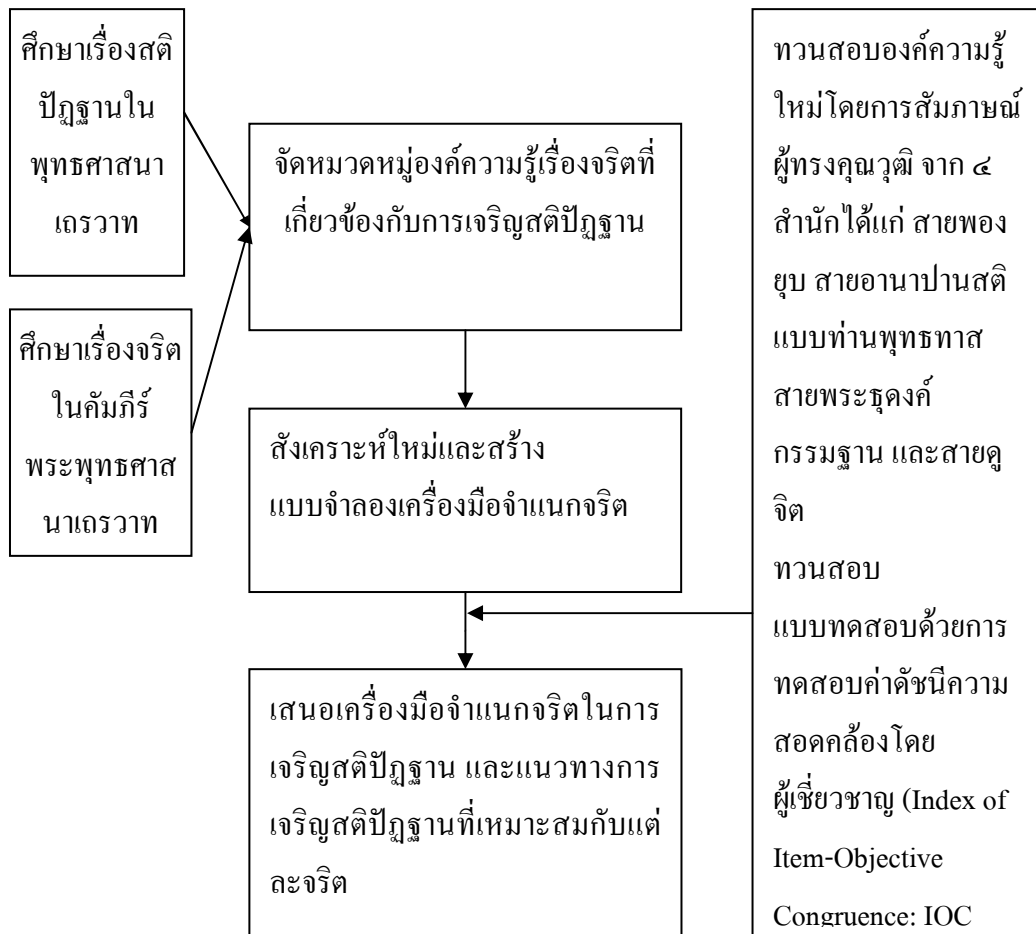 ศึกษาเรื่องสติ
ปัฏฐานใน
พุทธศาสนา
เถรวาท
ศึกษาเรื่องจริต
ในคัมภีร์
พระพุทธศาส
นาเถรวาท
จัดหมวดหมู่องค์ความรู้เรื่องจริตที่
เกี่ยวข้องกับการเจริญสติปัฏฐาน
สังเคราะห์ใหม่และสร้าง
แบบจำลองเครื่องมือจำแนกจริต
เสนอเครื่องมือจำแนกจริตในการ
เจริญสติปัฏฐาน และแนวทางการ
เจริญสติปัฏฐานที่เหมาะสมกับแต่
ละจริต
ทวนสอบองค์ความรู้
ใหม่โดยการสัมภาษณ์
ผู้ทรงคุณวุฒิ จาก ๔
สำนักได้แก่ สายพอง
ยุบ สายอานาปานสติ
แบบท่านพุทธทาส
สายพระธุดงค์
กรรมฐาน และสายดู
จิต
ทวนสอบ
แบบทดสอบด้วยการ
ทดสอบค่าดัชนีความ
สอดคล้องโดย
ผู้เชี่ยวชาญ (Index of
Item-Objective
Congruence: IOC